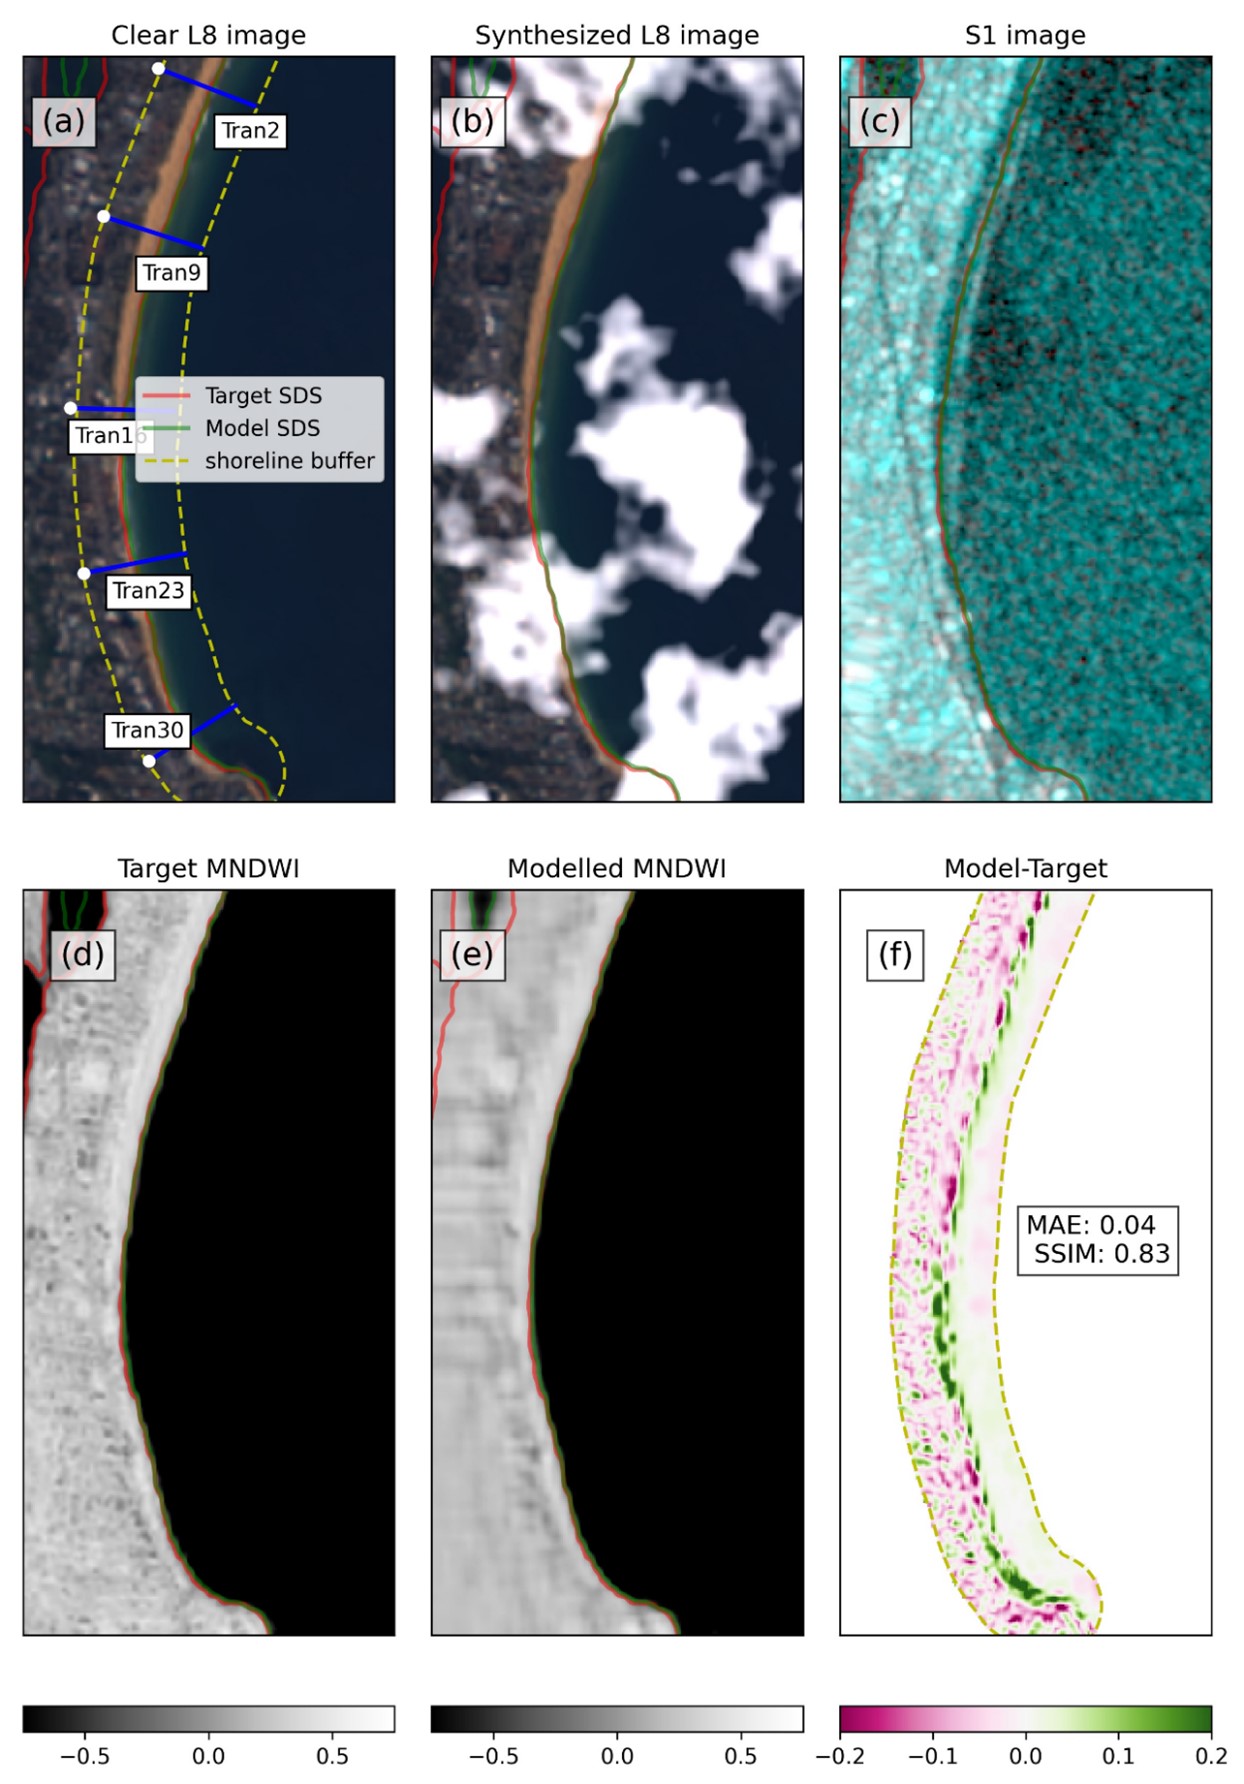 Clear L8 image
Synthesized L8 image
S1 image
(a)
(b)
(c)
Tran2
Tran9
Target SDS
Model SDS
shoreline buffer
Tran16
Tran23
Tran30
Target MNDWI
Modelled MNDWI
Model-Target
(d)
(e)
(f)
MAE: 0.04
SSIM: 0.83
−0.5 0.0 0.5
−0.5 0.0 0.5
−0.2 −0.1 0.0 0.1 0.2